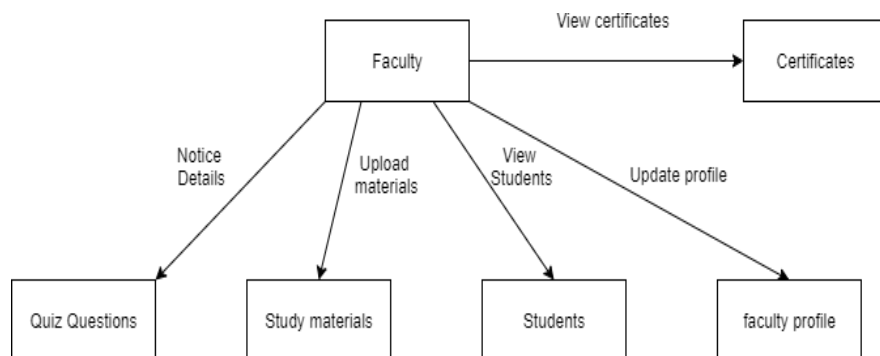 View certificates
Faculty
Certificates
Notice
Details
Upload
materials
View
Students
Update profile
Quiz Questions
Study materials
Students
faculty profile